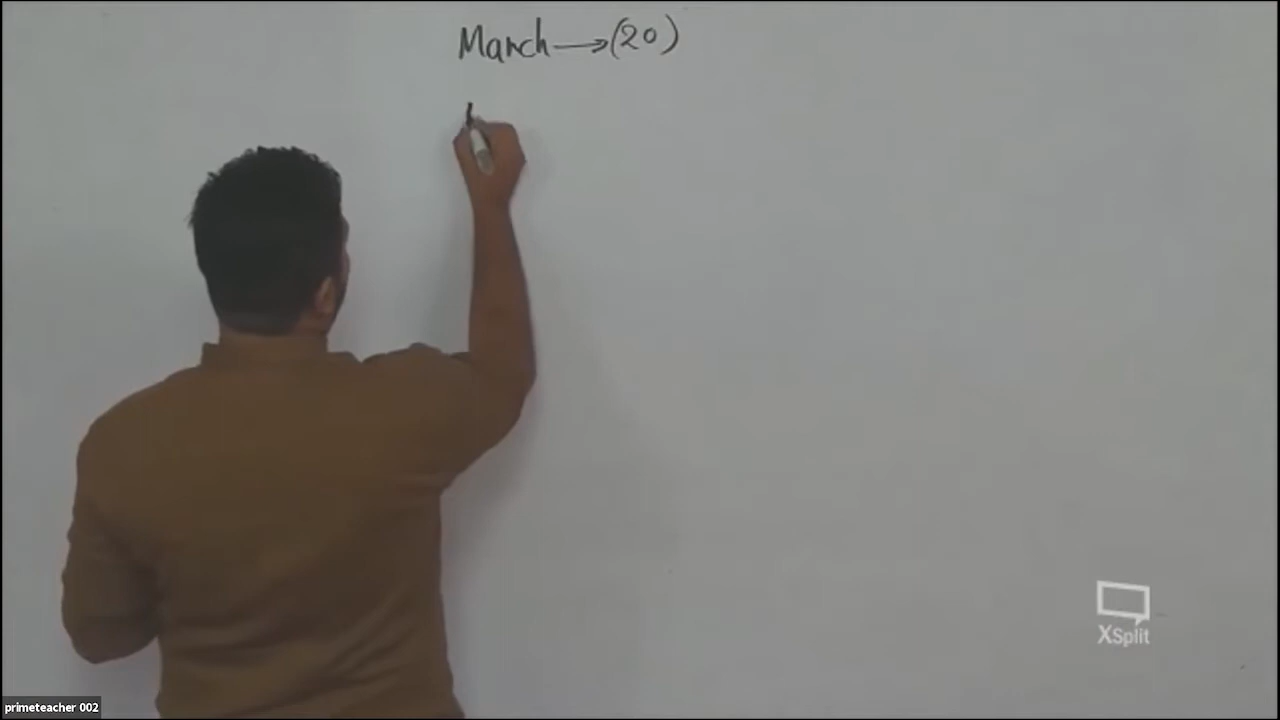 March → (20)
XSplit
primeteacher 002